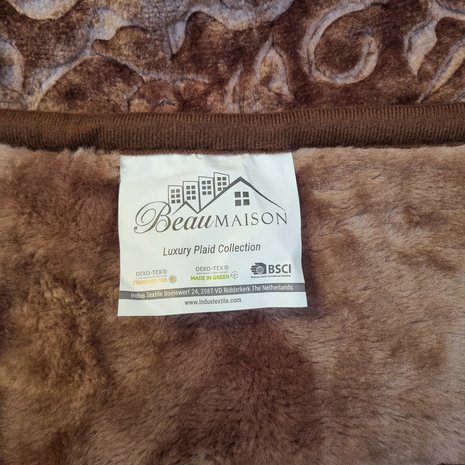 BeauMAISON
Luxury Plaid Collection
OEKO-TEX® OEKO-TEX® BSCI
STANDARD 100 MADE IN GREEN
Indus Textile Boelewerf 24, 2987 VD Ridderkerk The Netherlands
www.industextile.com